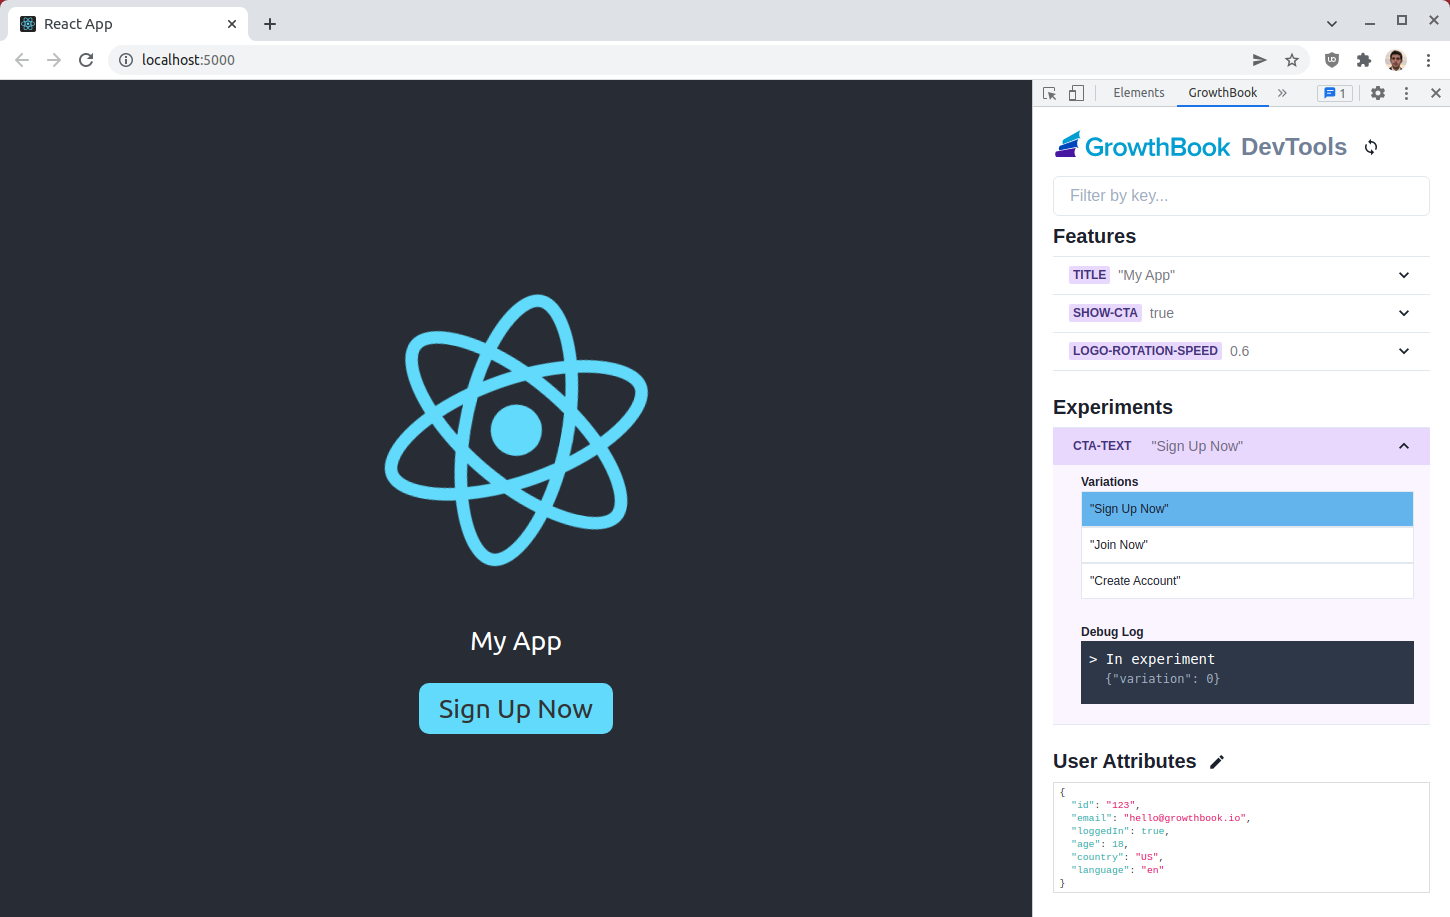 React App
localhost:5000
Elements
GrowthBook
1
GrowthBook DevTools
Filter by key...
Features
TITLE "My App"
SHOW-CTA true
LOGO-ROTATION-SPEED 0.6
Experiments
CTA-TEXT "Sign Up Now"
Variations
"Sign Up Now"
"Join Now"
"Create Account"
Debug Log
> In experiment
{"variation": 0}
User Attributes
{
"id": "123",
"email": "hello@growthbook.io",
"loggedIn": true,
"age": 18,
"country": "US",
"language": "en"
}
My App
Sign Up Now